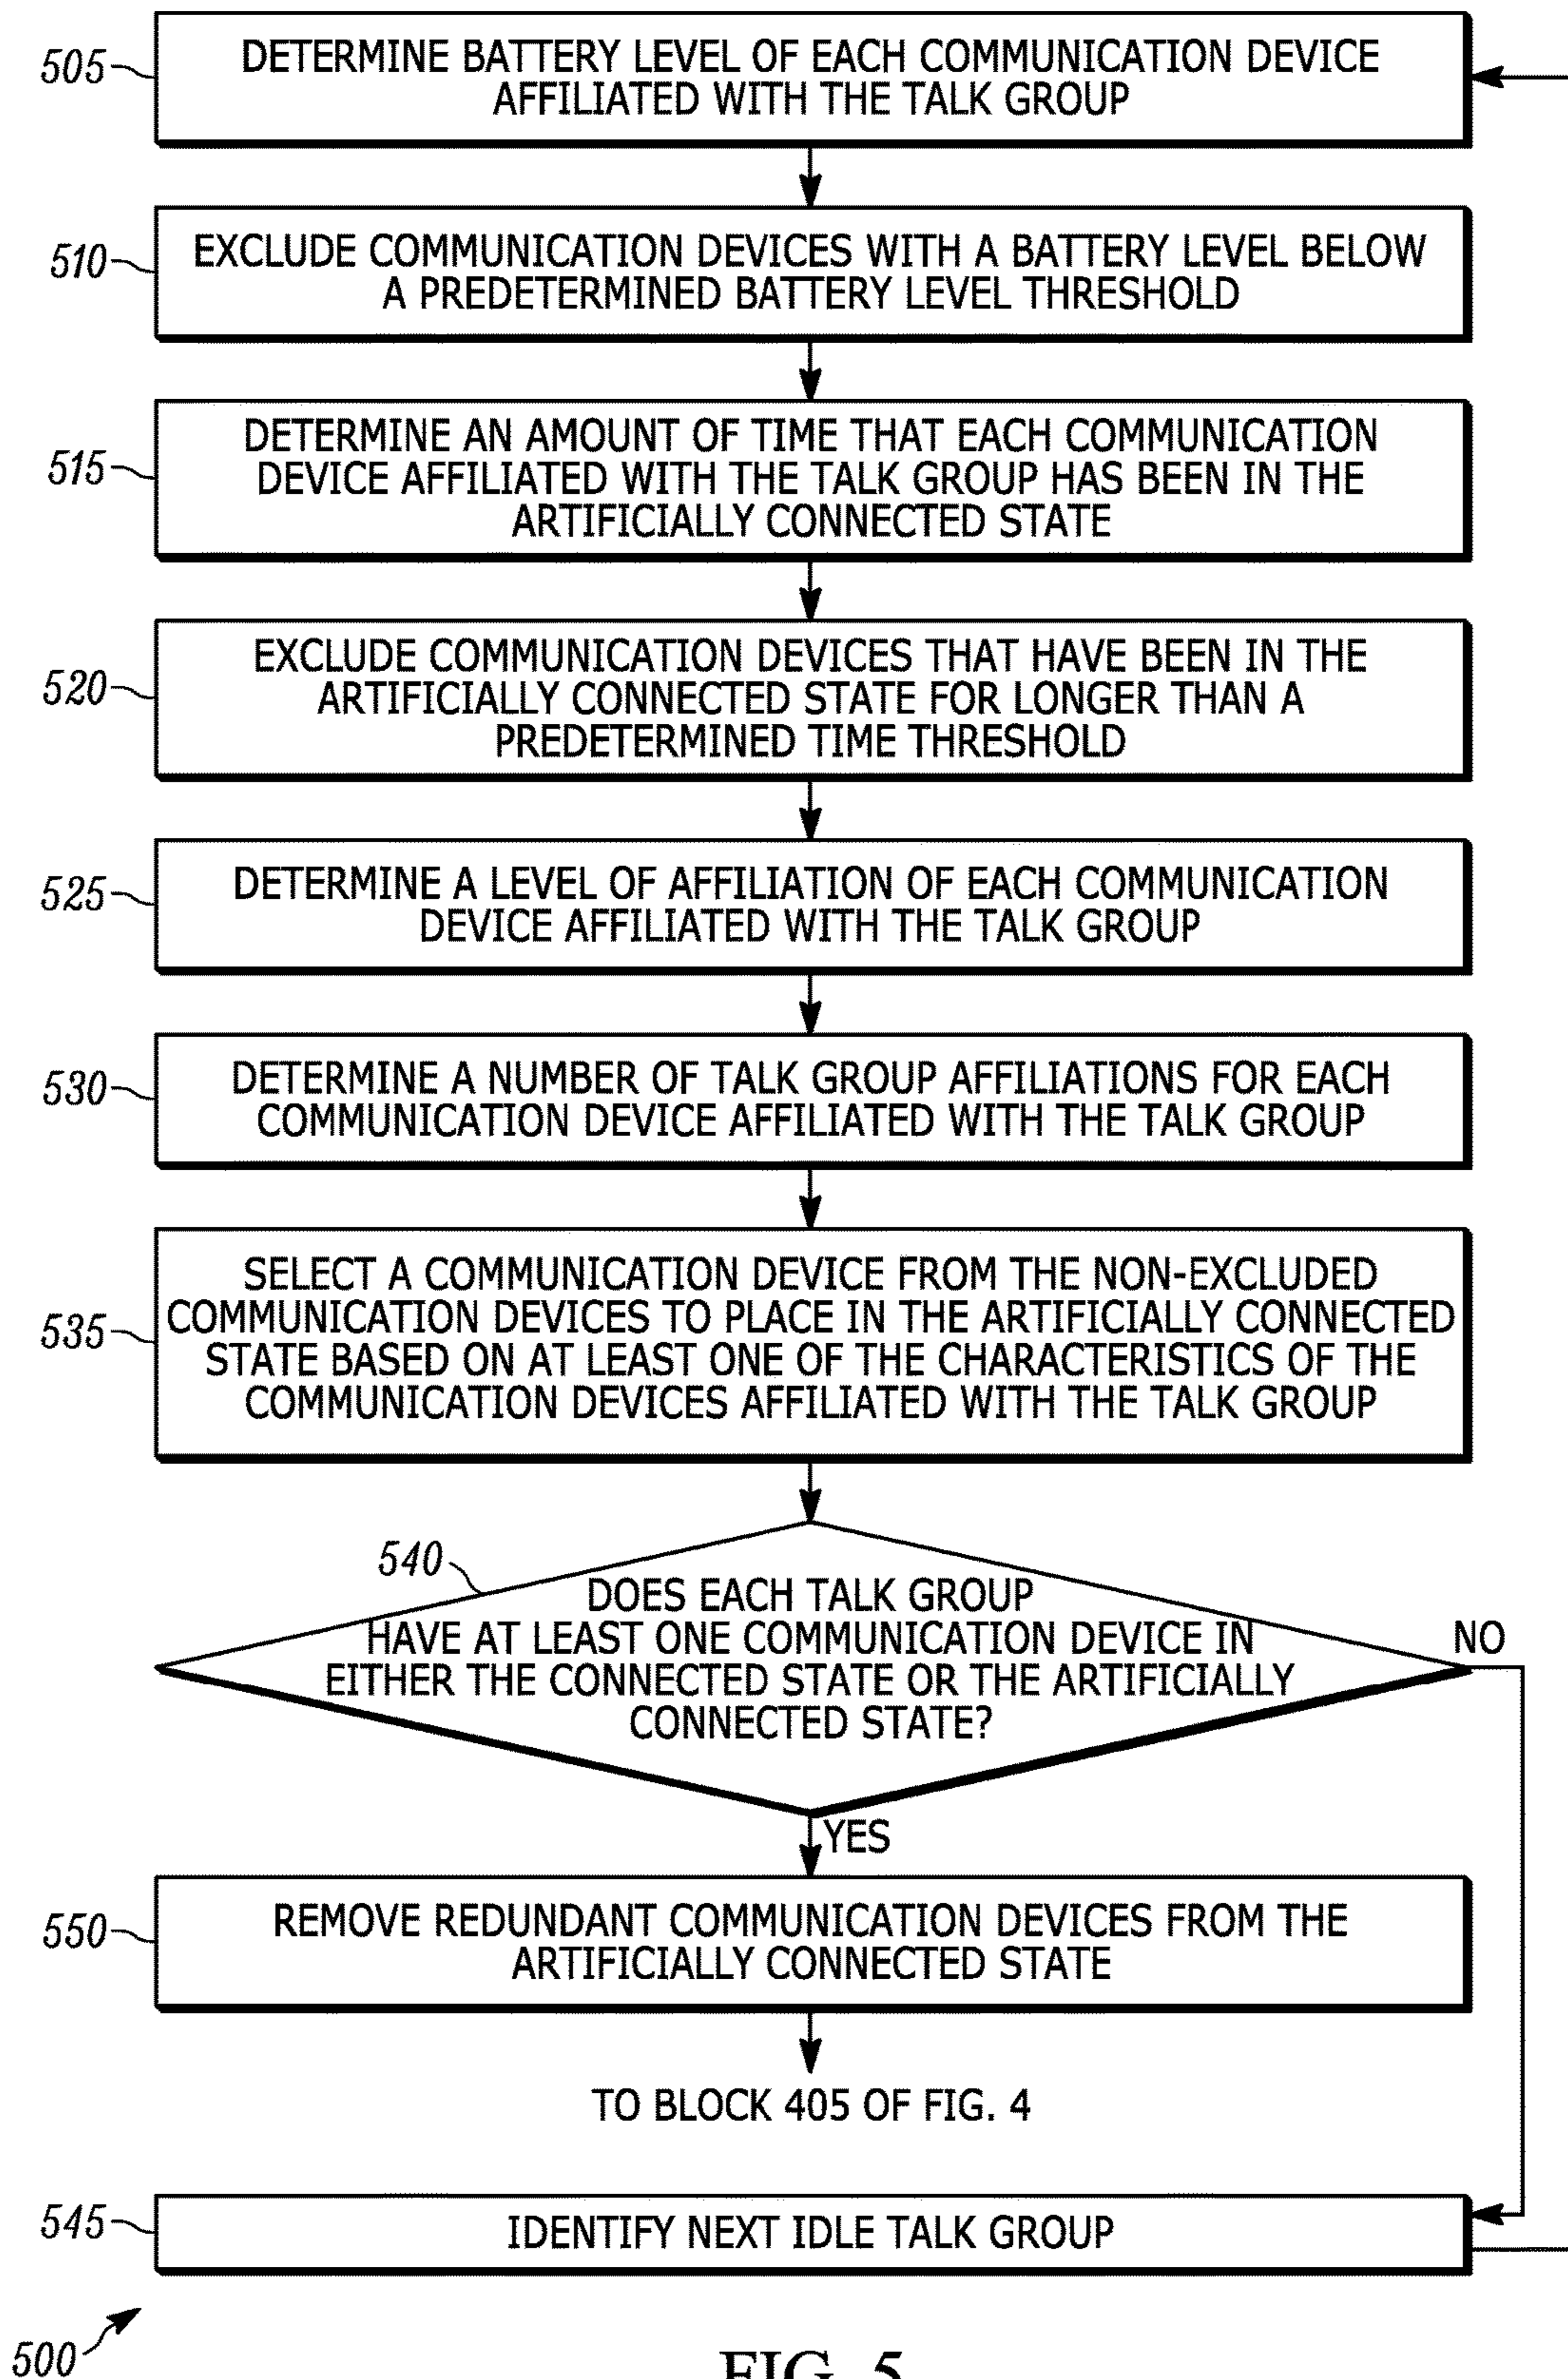 505
DETERMINE BATTERY LEVEL OF EACH COMMUNICATION DEVICE
AFFILIATED WITH THE TALK GROUP
510
EXCLUDE COMMUNICATION DEVICES WITH A BATTERY LEVEL BELOW
A PREDETERMINED BATTERY LEVEL THRESHOLD
515
DETERMINE AN AMOUNT OF TIME THAT EACH COMMUNICATION
DEVICE AFFILIATED WITH THE TALK GROUP HAS BEEN IN THE
ARTIFICIALLY CONNECTED STATE
520
EXCLUDE COMMUNICATION DEVICES THAT HAVE BEEN IN THE
ARTIFICIALLY CONNECTED STATE FOR LONGER THAN A
PREDETERMINED TIME THRESHOLD
525
DETERMINE A LEVEL OF AFFILIATION OF EACH COMMUNICATION
DEVICE AFFILIATED WITH THE TALK GROUP
530
DETERMINE A NUMBER OF TALK GROUP AFFILIATIONS FOR EACH
COMMUNICATION DEVICE AFFILIATED WITH THE TALK GROUP
535
SELECT A COMMUNICATION DEVICE FROM THE NON-EXCLUDED
COMMUNICATION DEVICES TO PLACE IN THE ARTIFICIALLY CONNECTED
STATE BASED ON AT LEAST ONE OF THE CHARACTERISTICS OF THE
COMMUNICATION DEVICES AFFILIATED WITH THE TALK GROUP
540
DOES EACH TALK GROUP
HAVE AT LEAST ONE COMMUNICATION DEVICE IN
EITHER THE CONNECTED STATE OR THE ARTIFICIALLY
CONNECTED STATE?
NO
YES
550
REMOVE REDUNDANT COMMUNICATION DEVICES FROM THE
ARTIFICIALLY CONNECTED STATE
TO BLOCK 405 OF FIG. 4
545
IDENTIFY NEXT IDLE TALK GROUP
500
FIG. 5